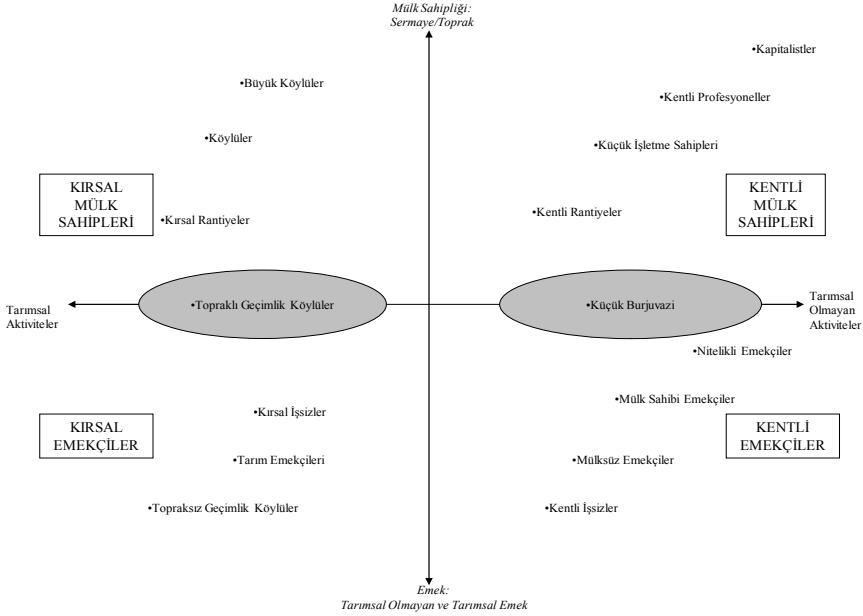 Mülk Sahipliği:
Sermaye/Toprak
•Kapitalistler
•Büyük Köylüler
•Kentli Profesyoneller
•Köylüler
•Küçük İşletme Sahipleri
KIRSAL
MÜLK
SAHİPLERİ
KENTLİ
MÜLK
SAHİPLERİ
•Kırsal Rantiyeler
•Kentli Rantiyeler
Tarımsal
Aktiviteler
•Topraklı Geçimlik Köylüler
•Küçük Burjuvazi
Tarımsal
Olmayan
Aktiviteler
•Nitelikli Emekçiler
•Mülk Sahibi Emekçiler
•Kırsal İşsizler
KIRSAL
EMEKÇİLER
KENTLİ
EMEKÇİLER
•Tarım Emekçileri
•Mülksüz Emekçiler
•Topraksız Geçimlik Köylüler
•Kentli İşsizler
Emek:
Tarımsal Olmayan ve Tarımsal Emek